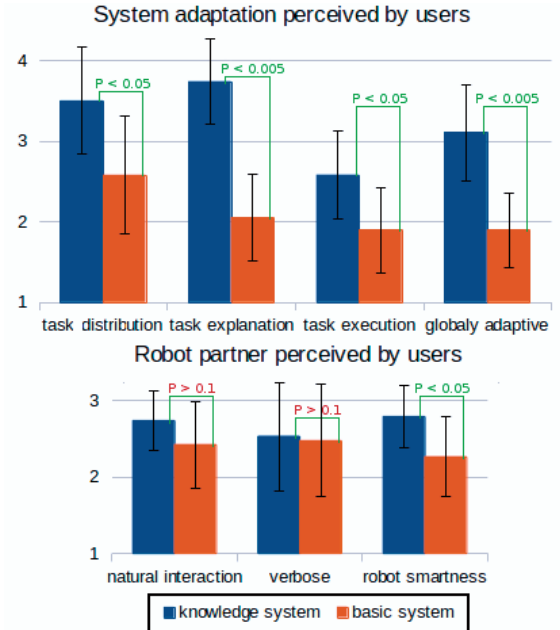 System adaptation perceived by users
4
3
2
1
P < 0.05
P < 0.005
P < 0.05
P < 0.005
task distribution task explanation task execution globaly adaptive
Robot partner perceived by users
3
2
1
P > 0.1
P > 0.1
P < 0.05
natural interaction verbose robot smartness
knowledge system basic system